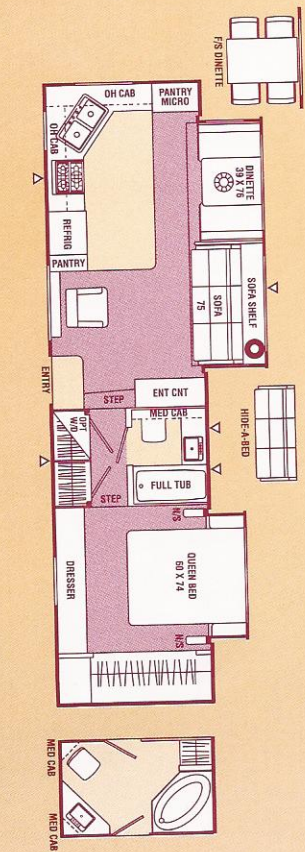 F/S DINETTE
OH CAB
PANTRY
MICRO
DINETTE
39 X 76
OH CAB
REFRIG
PANTRY
SOFA
75
SOFA SHELF
HIDE-A-BED
ENTRY
STEP
ENT CNT
MED CAB
OPT
W/D
STEP
FULL TUB
N/S
QUEEN BED
60 X 74
N/S
DRESSER
MED CAB
MED CAB